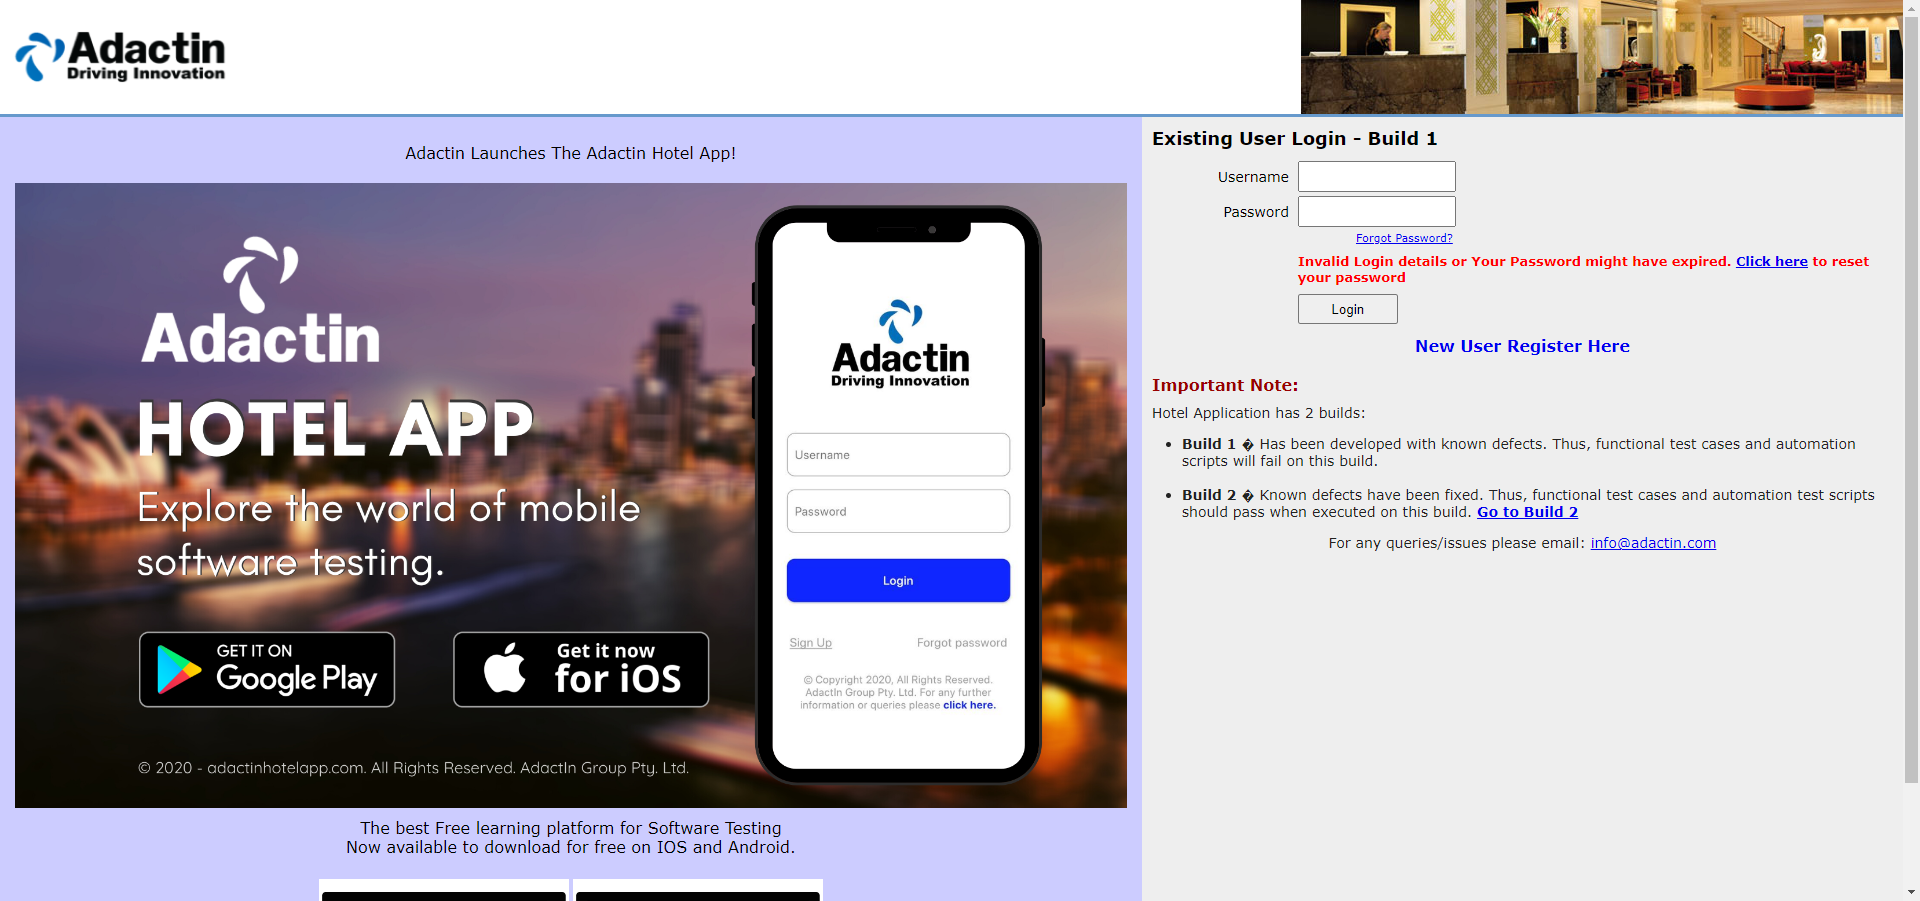 Adactin
Driving Innovation
Adactin Launches The Adactin Hotel App!
Adactin
HOTEL APP
Explore the world of mobile
software testing.
GET IT ON
Google Play
Get it now
for iOS
© 2020 - adactinhotelapp.com. All Rights Reserved. AdactIn Group Pty. Ltd.
Adactin
Driving Innovation
Username
Password
Login
Sign Up Forgot password
© Copyright 2020, All Rights Reserved.
AdactIn Group Pty. Ltd. For any further
information or queries please click here.
The best Free learning platform for Software Testing
Now available to download for free on IOS and Android.
Existing User Login - Build 1
Username
Password
Forgot Password?
Invalid Login details or Your Password might have expired. Click here to reset
your password
Login
New User Register Here
Important Note:
Hotel Application has 2 builds:
• Build 1 � Has been developed with known defects. Thus, functional test cases and automation
scripts will fail on this build.
• Build 2 � Known defects have been fixed. Thus, functional test cases and automation test scripts
should pass when executed on this build. Go to Build 2
For any queries/issues please email: info@adactin.com